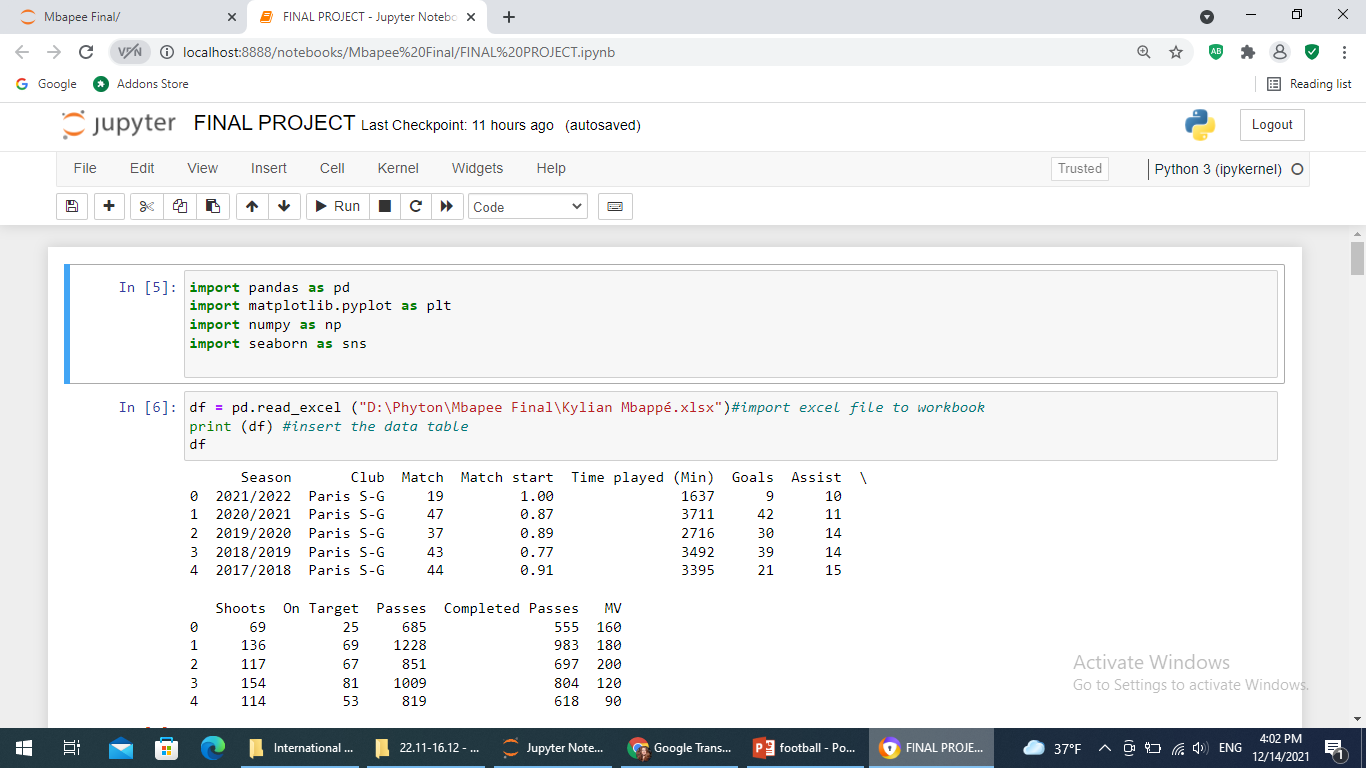 Mbapee Final/
FINAL PROJECT - Jupyter Notebo
VPN
localhost:8888/notebooks/Mbapee%20Final/FINAL%20PROJECT.ipynb
AB
Google
Addons Store
Reading list
jupyter FINAL PROJECT Last Checkpoint: 11 hours ago (autosaved)
Logout
File Edit View Insert Cell Kernel Widgets Help
Trusted
Python 3 (ipykernel)
Run
Code
In [5]: import pandas as pd
import matplotlib.pyplot as plt
import numpy as np
import seaborn as sns
In [6]: df = pd.read_excel ("D:\Phyton\Mbapee Final\Kylian Mbappé.xlsx")#import excel file to workbook
print (df) #insert the data table
df
Season Club Match Match start Time played (Min) Goals Assist \
0 2021/2022 Paris S-G 19 1.00 1637 9 10
1 2020/2021 Paris S-G 47 0.87 3711 42 11
2 2019/2020 Paris S-G 37 0.89 2716 30 14
3 2018/2019 Paris S-G 43 0.77 3492 39 14
4 2017/2018 Paris S-G 44 0.91 3395 21 15
Shoots On Target Passes Completed Passes MV
0 69 25 685 555 160
1 136 69 1228 983 180
2 117 67 851 697 200
3 154 81 1009 804 120
4 114 53 819 618 90
Activate Windows
Go to Settings to activate Windows.
International ...
22.11-16.12 - ...
Jupyter Note...
Google Trans...
football - Po...
FINAL PROJE...
37°F
ENG
4:02 PM
12/14/2021
1